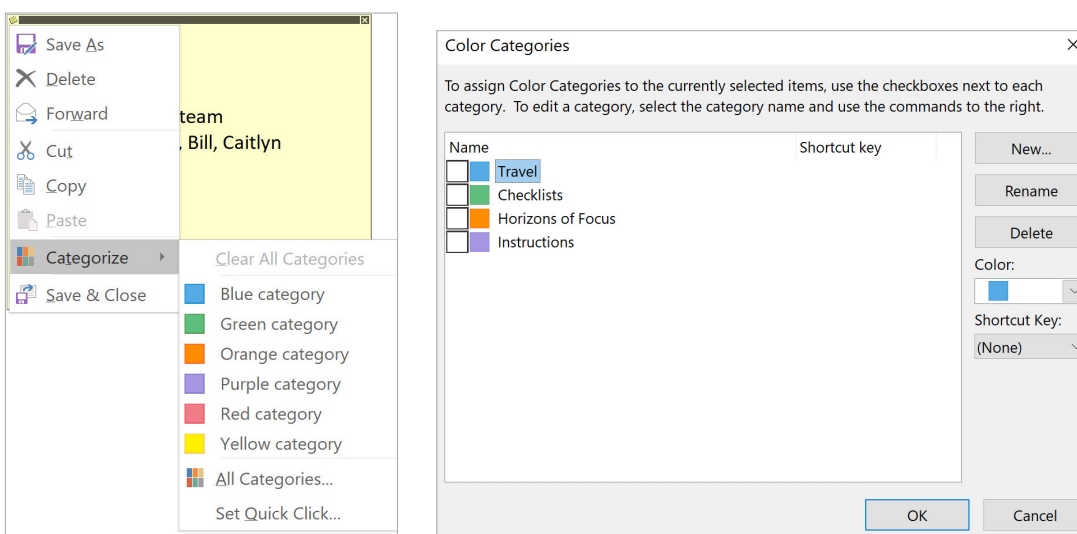 Save As
Delete
Forward
team
Cut
, Bill, Caitlyn
Copy
Paste
Categorize
Clear All Categories
Save & Close
Blue category
Green category
Orange category
Purple category
Red category
Yellow category
All Categories...
Set Quick Click...
Color Categories
To assign Color Categories to the currently selected items, use the checkboxes next to each
category. To edit a category, select the category name and use the commands to the right.
Name Shortcut key
New...
Travel
Checklists
Rename
Horizons of Focus
Delete
Instructions
Color:
Shortcut Key:
(None)
OK
Cancel